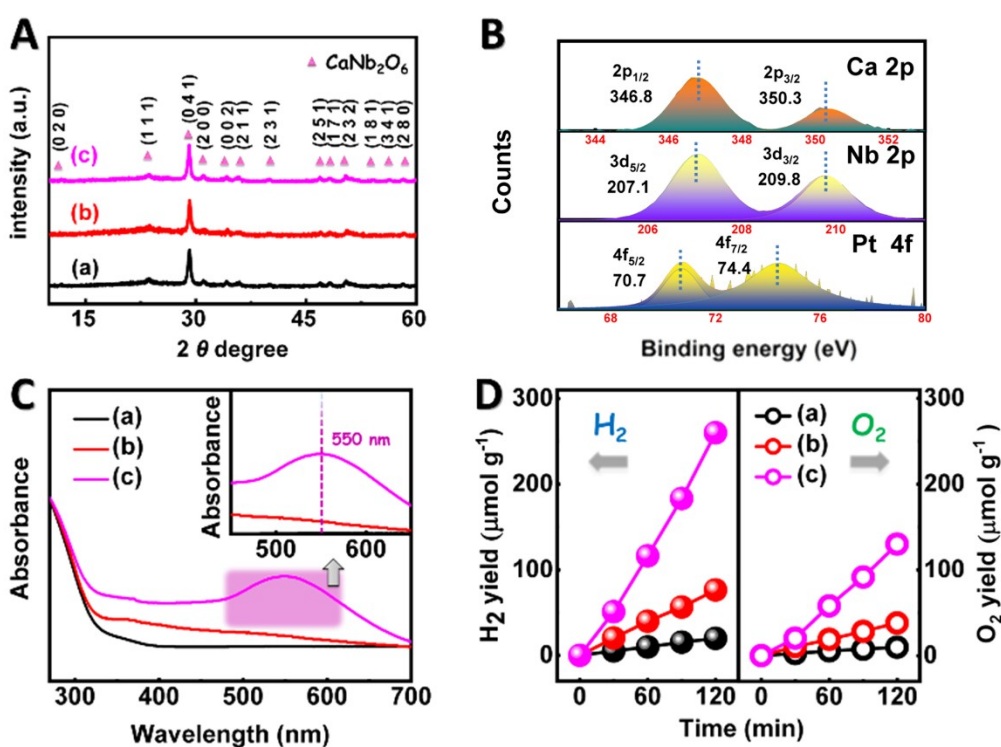 A
▲ CaNb2O6
(0 2 0)
(1 1 1)
(0 4 1)
(2 0 0)
(0 0 2)
(2 1 1)
(2 3 1)
(2 5 1)
(1 7 1)
(2 3 2)
(1 8 1)
(3 4 1)
(2 8 0)
(c)
(b)
(a)
intensity (a.u.)
15 30 45 60
2 θ degree
B
Ca 2p
2p1/2 2p3/2
346.8 350.3
344 346 348 350 352
Nb 2p
3d5/2 3d3/2
207.1 209.8
206 208 210
Pt 4f
4f5/2 4f7/2
70.7 74.4
68 72 76 80
Counts
Binding energy (eV)
C
(a)
(b)
(c)
550 nm
Absorbance
500 600
Absorbance
300 400 500 600 700
Wavelength (nm)
D
H2
O2
(a)
(b)
(c)
300
200
100
0
H2 yield (μmol g-1)
0 60 120 0 60 120
Time (min)
300
200
100
0
O2 yield (μmol g-1)